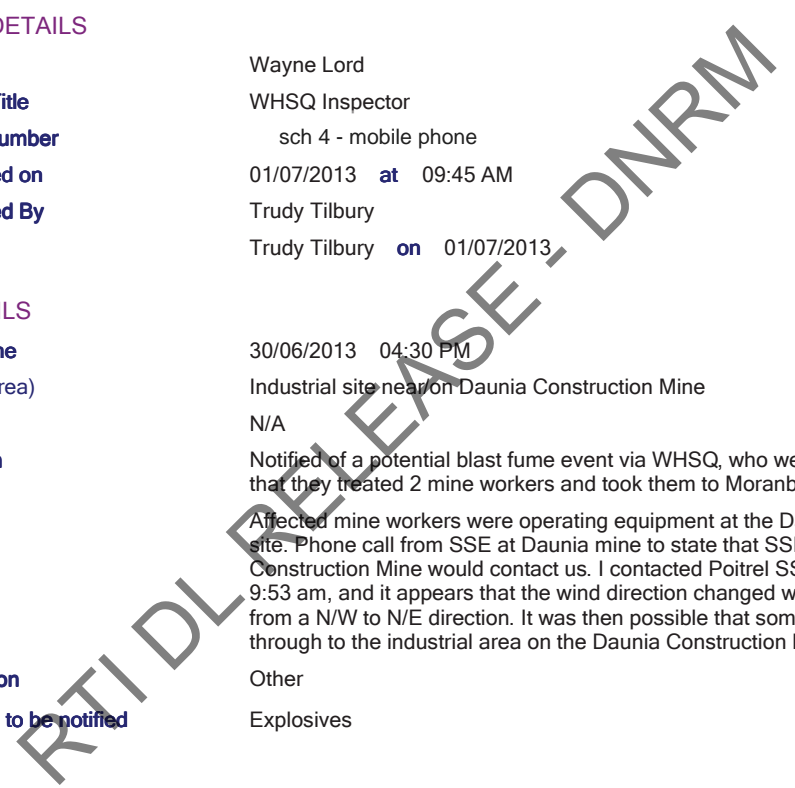 DETAILS
Wayne Lord
Title WHSQ Inspector
sch 4 - mobile phone
ed on 01/07/2013 at 09:45 AM
ed By Trudy Tilbury
Trudy Tilbury on 01/07/2013
ILS
30/06/2013 04:30 PM
rea) Industrial site near/on Daunia Construction Mine
N/A
Notified of a potential blast fume event via WHSQ, who we
that they treated 2 mine workers and took them to Moranb
Affected mine workers were operating equipment at the D
site. Phone call from SSE at Daunia mine to state that SSE
Construction Mine would contact us. I contacted Poitrel SS
9:53 am, and it appears that the wind direction changed w
from a N/W to N/E direction. It was then possible that som
through to the industrial area on the Daunia Construction
on Other
to be notified Explosives
RTI DL RELEASE - DNRM